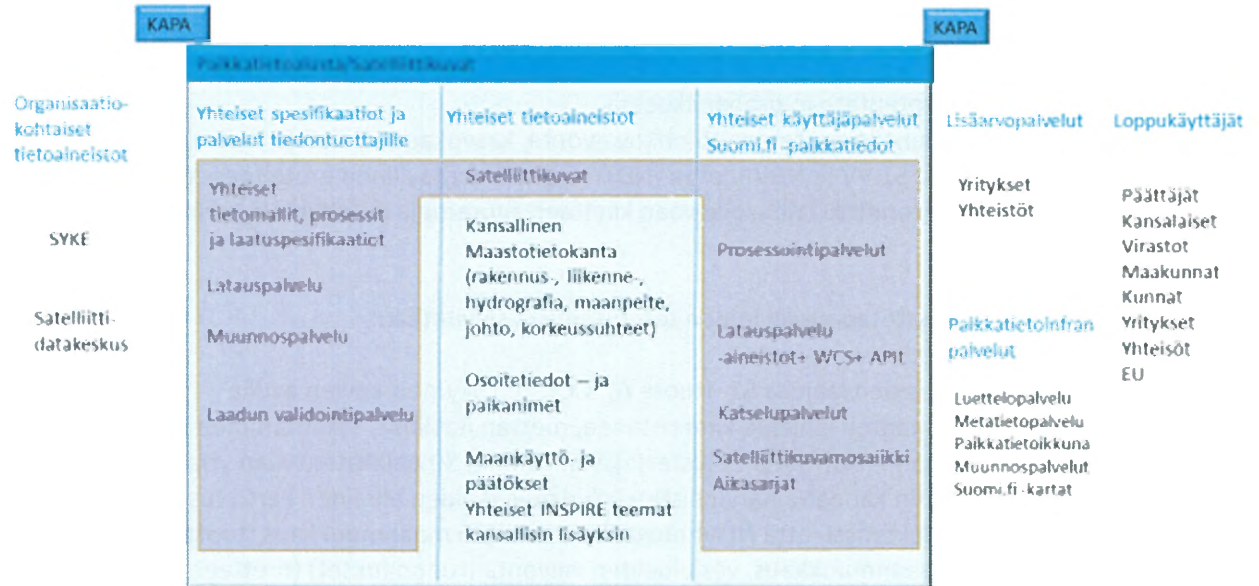 KAPA
KAPA
Paikkatietoalusta/Satelliittikuvat
Organisaatio-
kohtaiset
tietoaineistot
SYKE
Satelliitti-
datakeskus
Yhteiset spesifikaatiot ja
palvelut tiedontuottajille
Yhteiset
tietomallit, prosessit
ja laatuspesifikaatiot
Latauspalvelu
Muunnospalvelu
Laadun validointipalvelu
Yhteiset tietoaineistot
Satelliittikuvat
Kansallinen
Maastotietokanta
(rakennus-, liikenne-,
hydrografia, maanpeite,
johto, korkeussuhteet)
Osoitetiedot – ja
paikannimet
Maankäyttö- ja
päätökset
Yhteiset INSPIRE teemat
kansallisin lisäyksin
Yhteiset käyttäjäpalvelut
Suomi.fi -paikkatiedot
Prosessointipalvelut
Latauspalvelu
-aineistot+ WCS+ APIt
Katselupalvelut
Satelliittikuvamosaiikki
Aikasarjat
Lisäarvopalvelut
Yritykset
Yhteistöt
Paikkatietoinfran
palvelut
Luettelopalvelu
Metatietopalvelu
Paikkatietoikkuna
Muunnospalvelut
Suomi.fi -kartat
Loppukäyttäjät
Päättäjät
Kansalaiset
Virastot
Maakunnat
Kunnat
Yritykset
Yhteisöt
EU